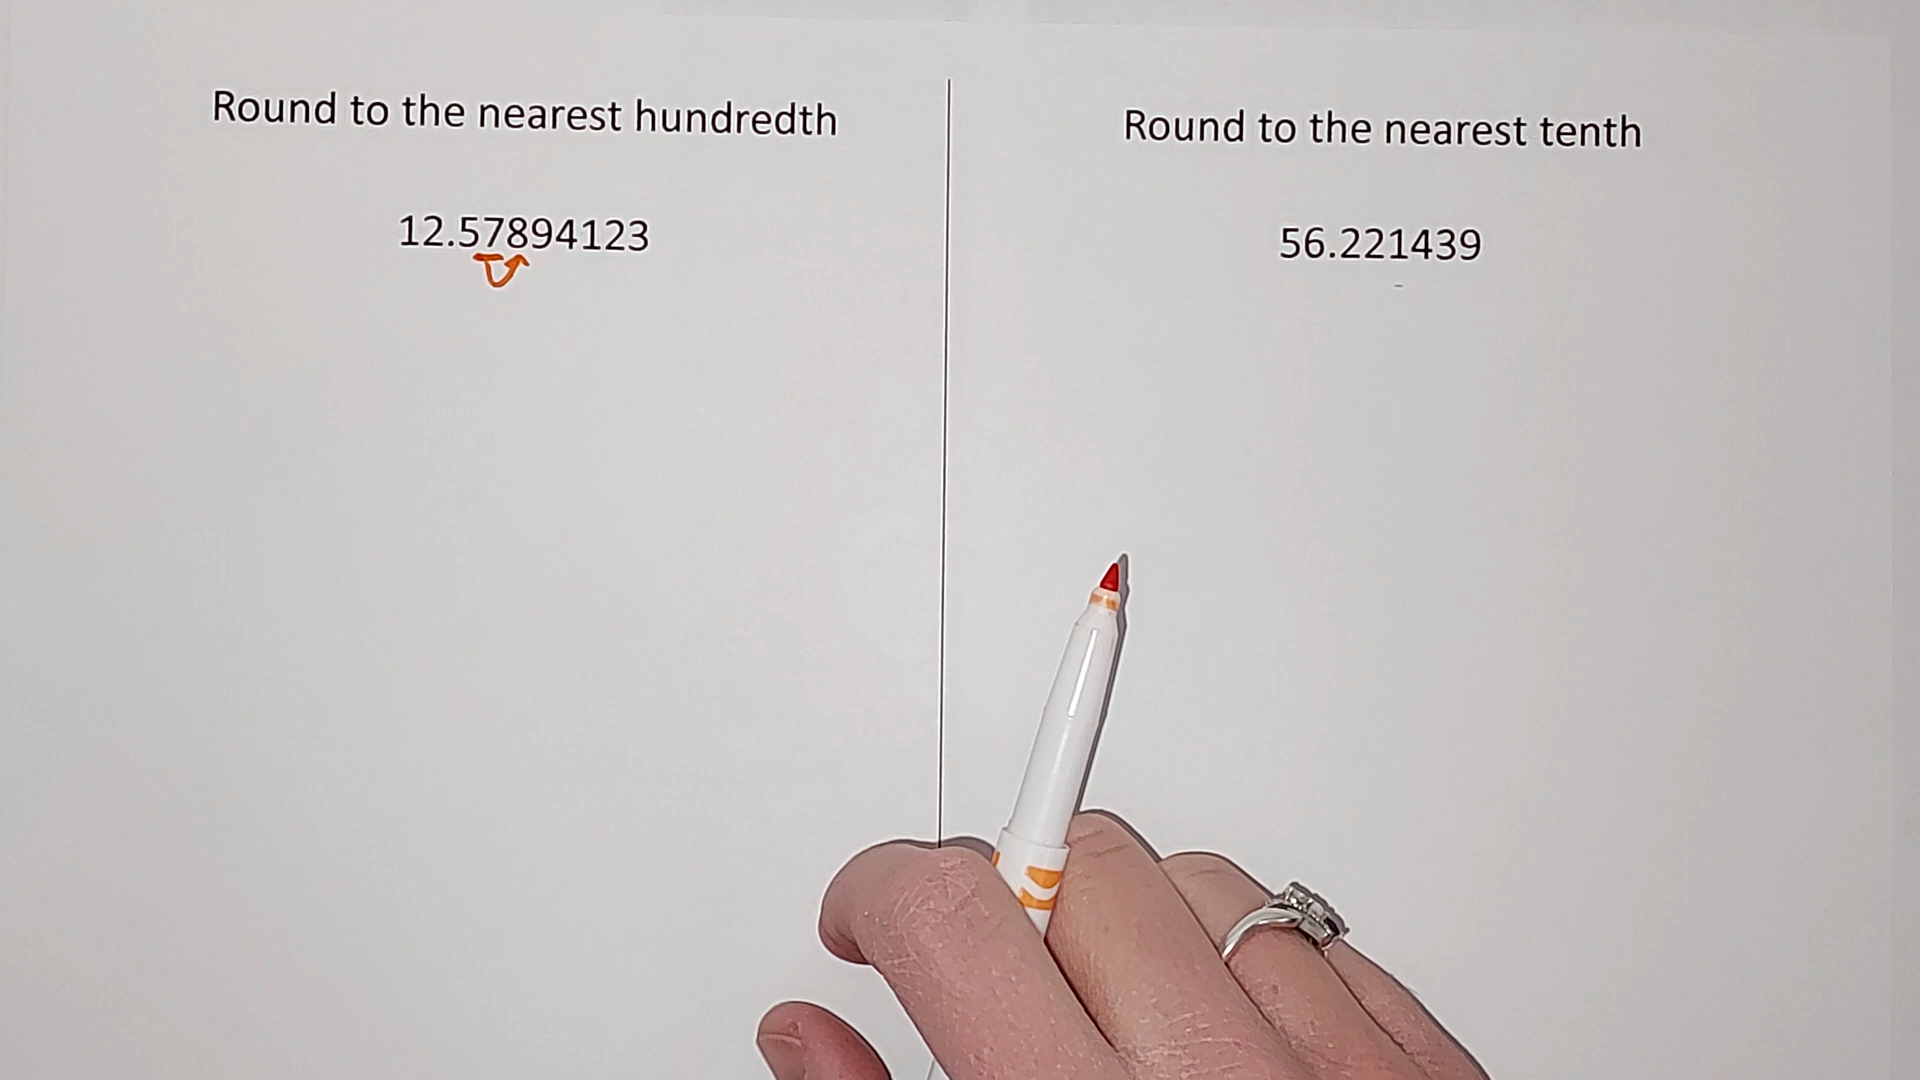 Round to the nearest hundredth
12.57894123
Round to the nearest tenth
56.221439